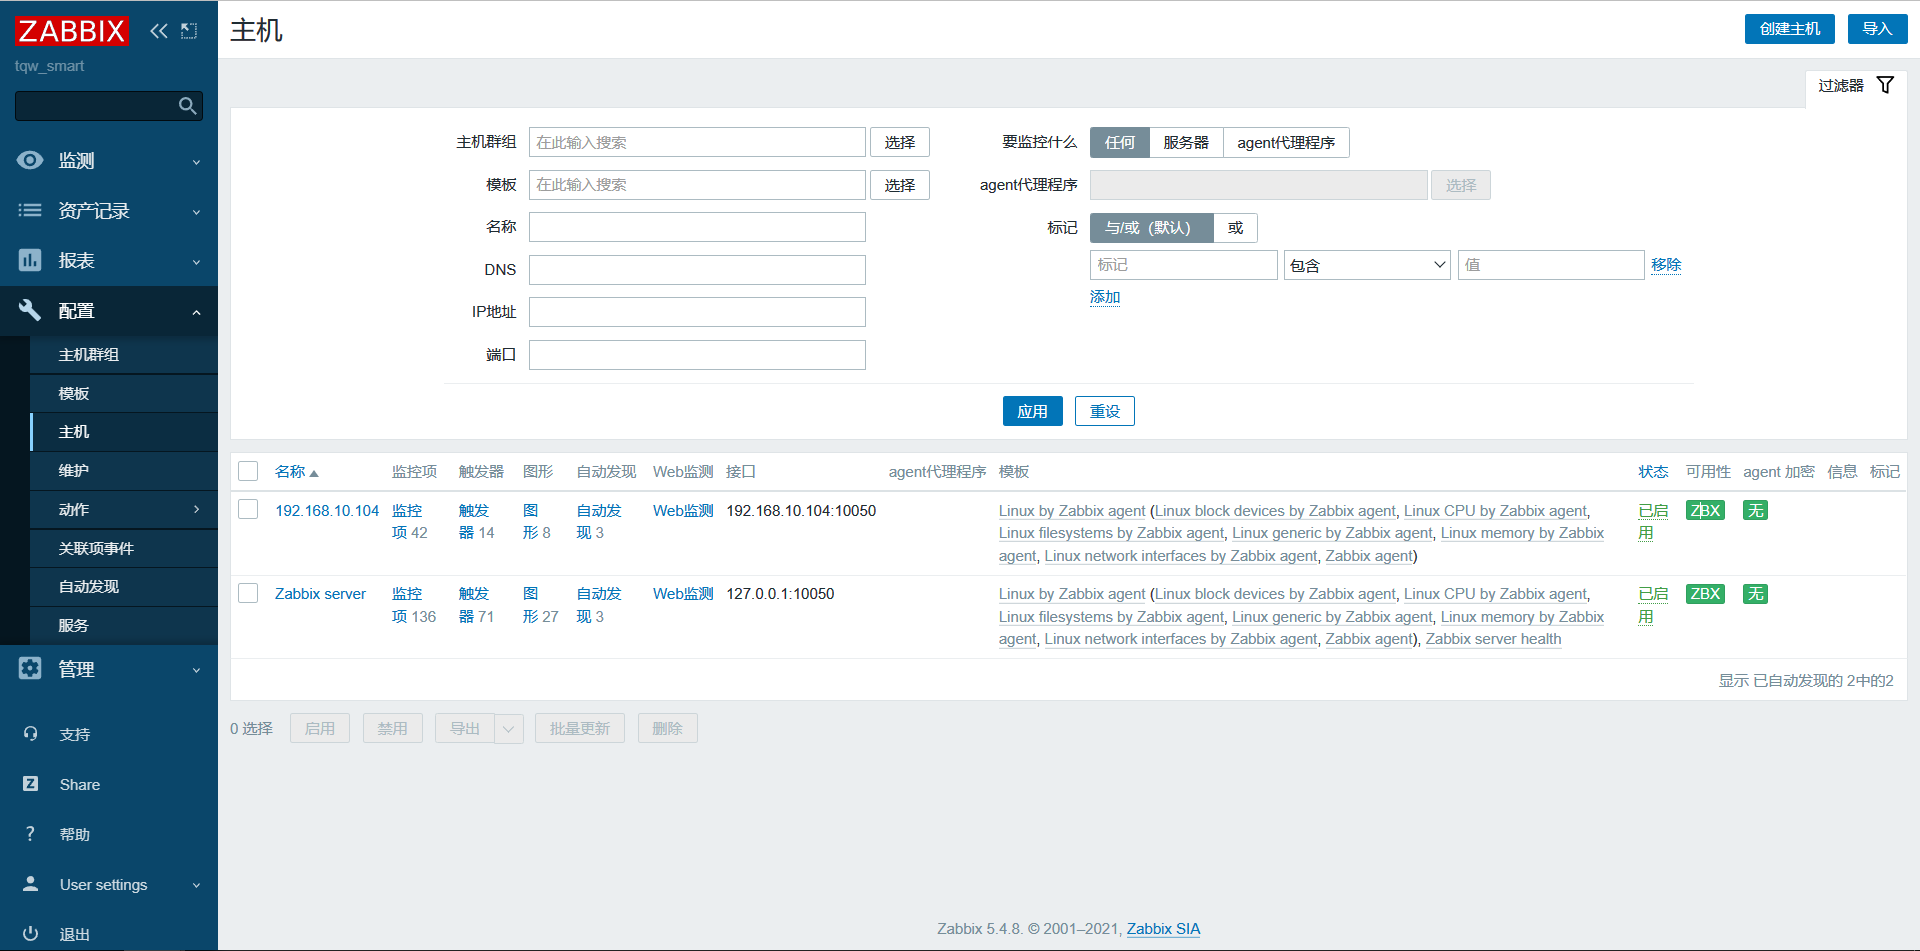 ZABBIX
tqw_smart
监测
资产记录
报表
配置
主机群组
模板
主机
维护
动作
关联项事件
自动发现
服务
管理
支持
Share
帮助
User settings
退出
主机
创建主机 导入
过滤器
主机群组 在此输入搜索 选择
模板 在此输入搜索 选择
名称
DNS
IP地址
端口
要监控什么 任何 服务器 agent代理程序
agent代理程序 选择
标记 与/或（默认） 或
标记 包含 值 移除
添加
应用 重设
名称 监控项 触发器 图形 自动发现 Web监测 接口 agent代理程序 模板 状态 可用性 agent 加密 信息 标记
192.168.10.104 监控 触发 图 自动发 Web监测 192.168.10.104:10050 Linux by Zabbix agent (Linux block devices by Zabbix agent, Linux CPU by Zabbix agent, 已启 ZBX 无
项 42 器 14 形 8 现 3 Linux filesystems by Zabbix agent, Linux generic by Zabbix agent, Linux memory by Zabbix 用
agent, Linux network interfaces by Zabbix agent, Zabbix agent)
Zabbix server 监控 触发 图 自动发 Web监测 127.0.0.1:10050 Linux by Zabbix agent (Linux block devices by Zabbix agent, Linux CPU by Zabbix agent, 已启 ZBX 无
项 136 器 71 形 27 现 3 Linux filesystems by Zabbix agent, Linux generic by Zabbix agent, Linux memory by Zabbix 用
agent, Linux network interfaces by Zabbix agent, Zabbix agent), Zabbix server health
显示 已自动发现的 2中的2
0 选择 启用 禁用 导出 批量更新 删除
Zabbix 5.4.8. © 2001–2021, Zabbix SIA